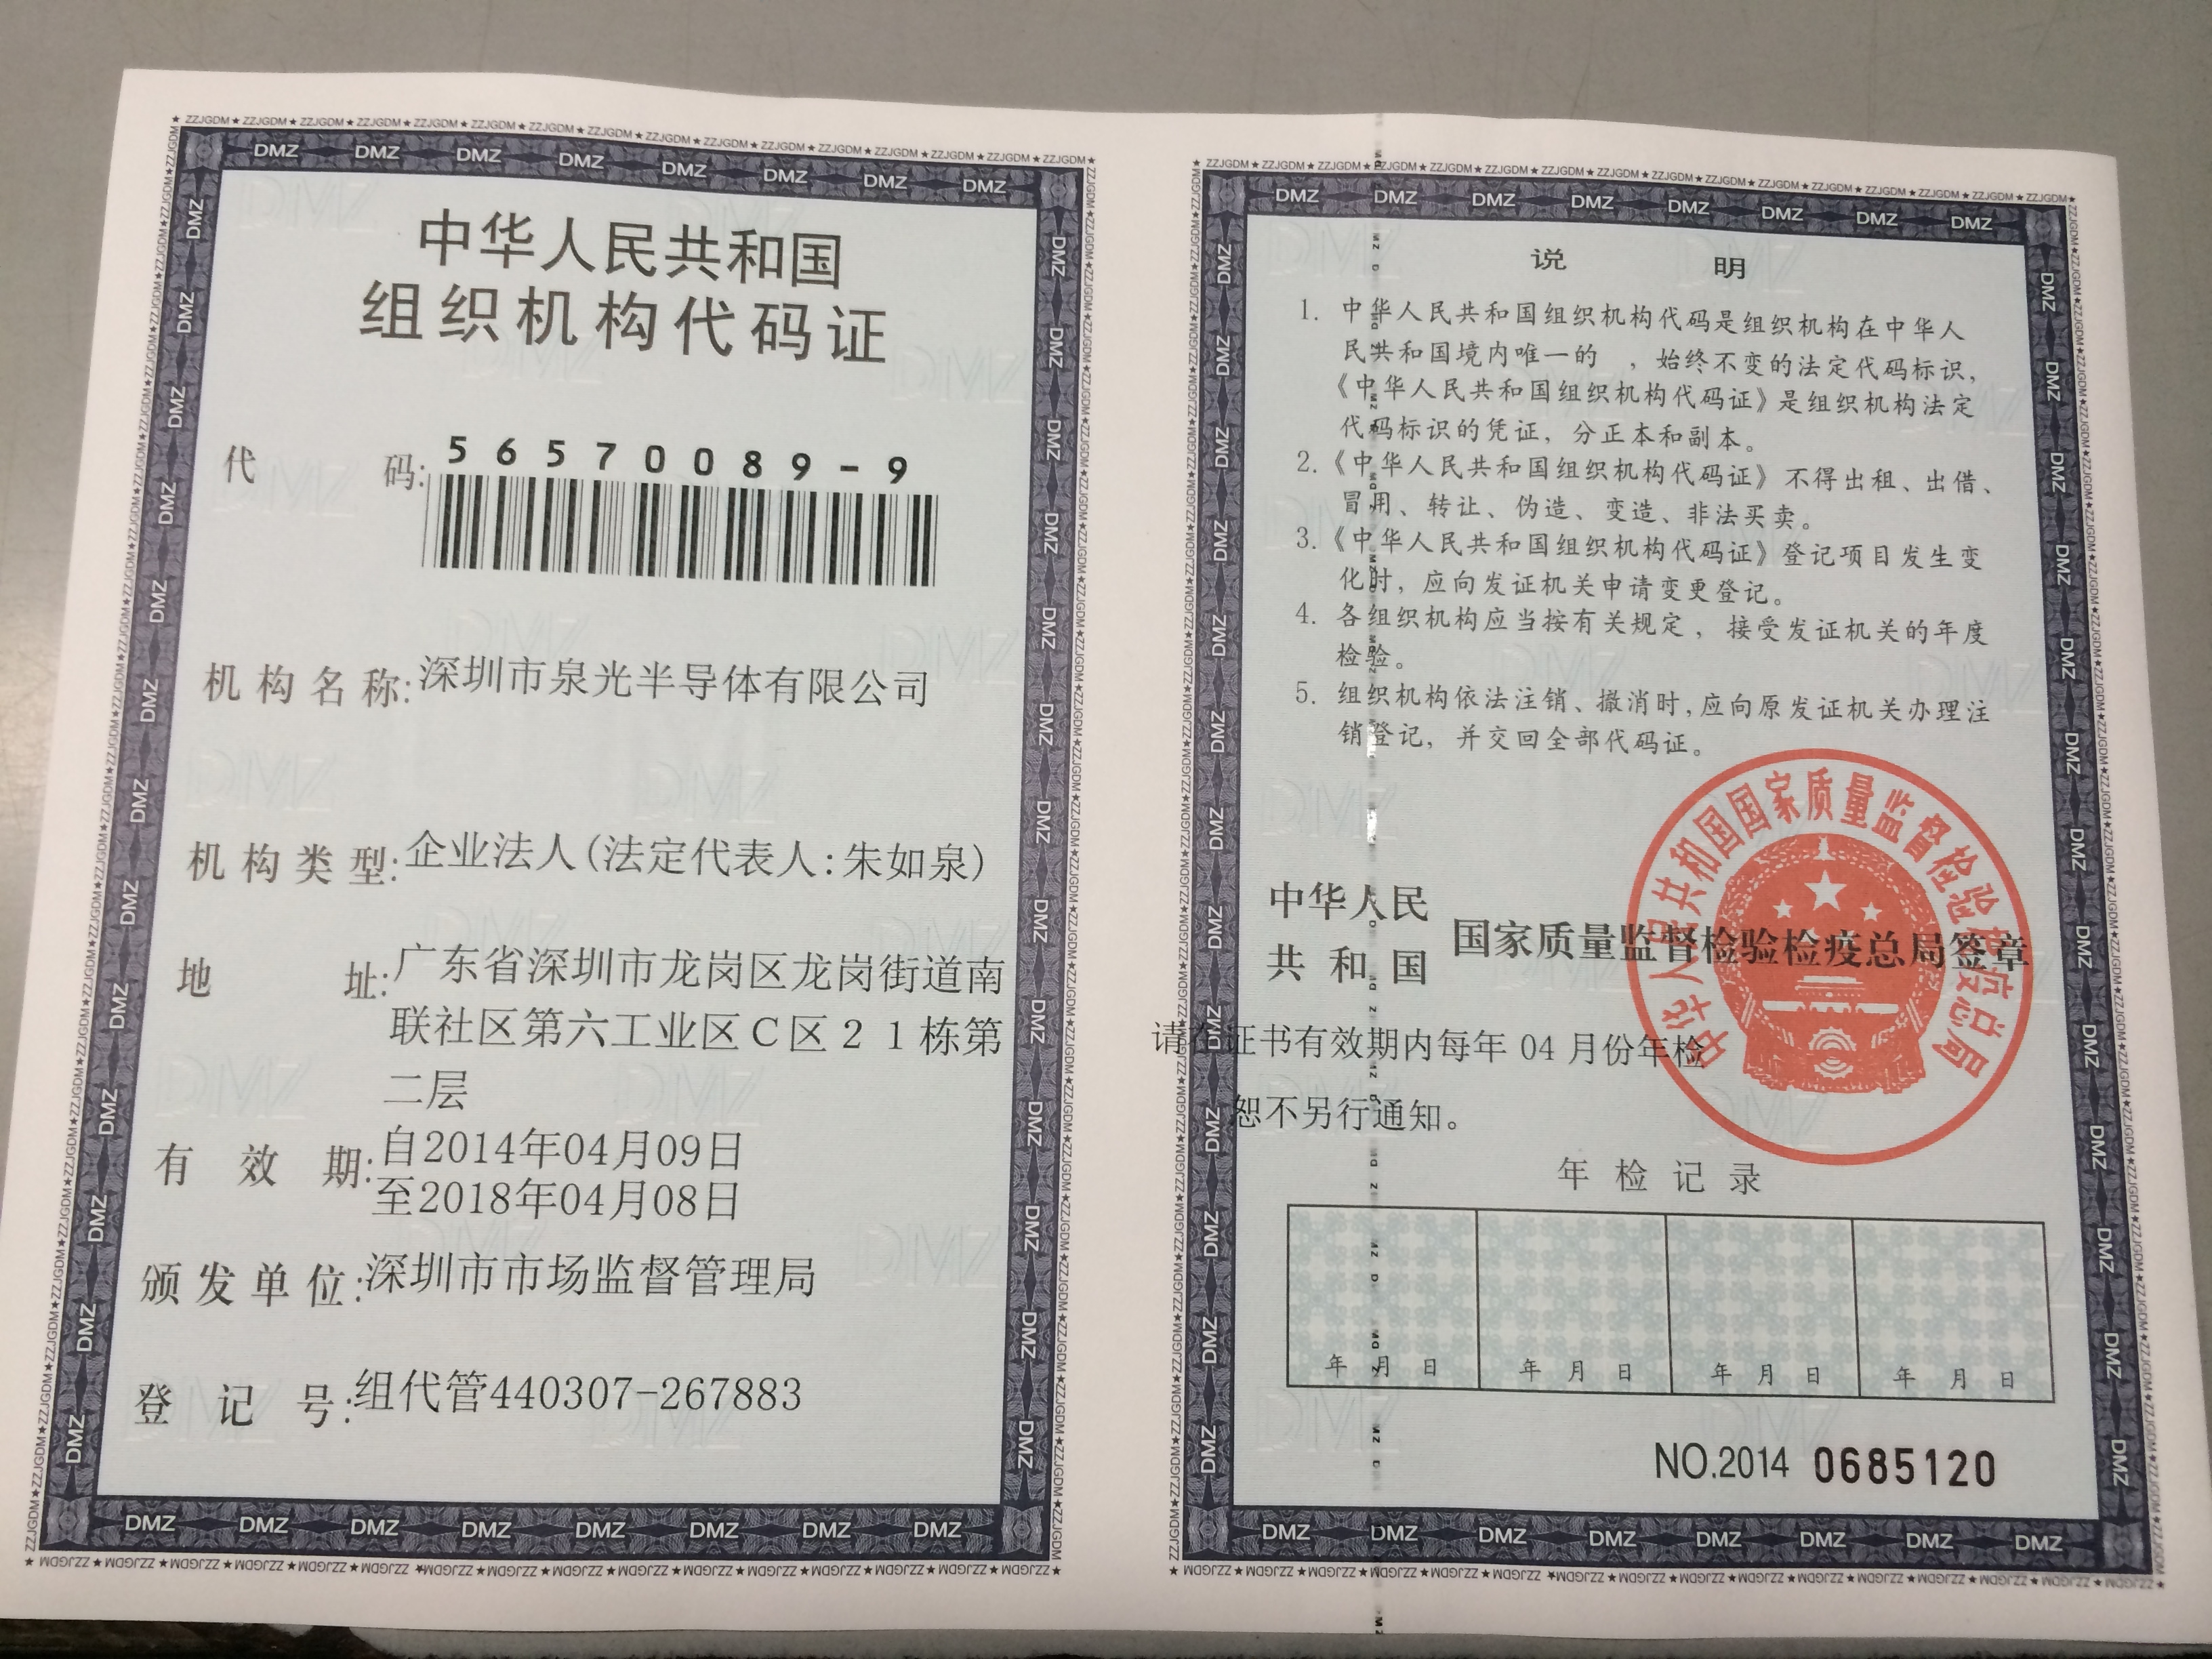 中华人民共和国
组织机构代码证
代 码: 56570089-9
机构名称: 深圳市泉光半导体有限公司
机构类型: 企业法人(法定代表人:朱如泉)
地 址: 广东省深圳市龙岗区龙岗街道南
联社区第六工业区C区21栋第
二层
有 效 期: 自2014年04月09日
至2018年04月08日
颁发单位: 深圳市市场监督管理局
登 记 号: 组代管440307-267883
说 明
1. 中华人民共和国组织机构代码是组织机构在中华人
民共和国境内唯一的 ,始终不变的法定代码标识,
《中华人民共和国组织机构代码证》是组织机构法定
代码标识的凭证,分正本和副本。
2.《中华人民共和国组织机构代码证》不得出租、出借、
冒用、转让、伪造、变造、非法买卖。
3.《中华人民共和国组织机构代码证》登记项目发生变
化时,应向发证机关申请变更登记。
4. 各组织机构应当按有关规定,接受发证机关的年度
检验。
5. 组织机构依法注销、撤消时,应向原发证机关办理注
销登记,并交回全部代码证。
中华人民
共和国 国家质量监督检验检疫总局签章
中华人民共和国国家质量监督检验检疫总局
请在证书有效期内每年 04 月份年检
恕不另行通知。
年检记录
年 月 日 年 月 日 年 月 日 年 月 日
NO.2014 0685120